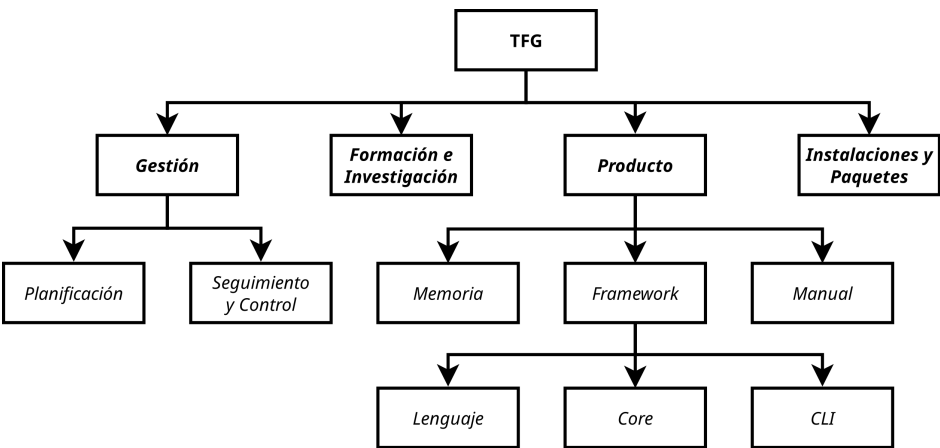 TFG
Gestión
Formación e
Investigación
Producto
Instalaciones y
Paquetes
Planificación
Seguimiento
y Control
Memoria
Framework
Manual
Lenguaje
Core
CLI